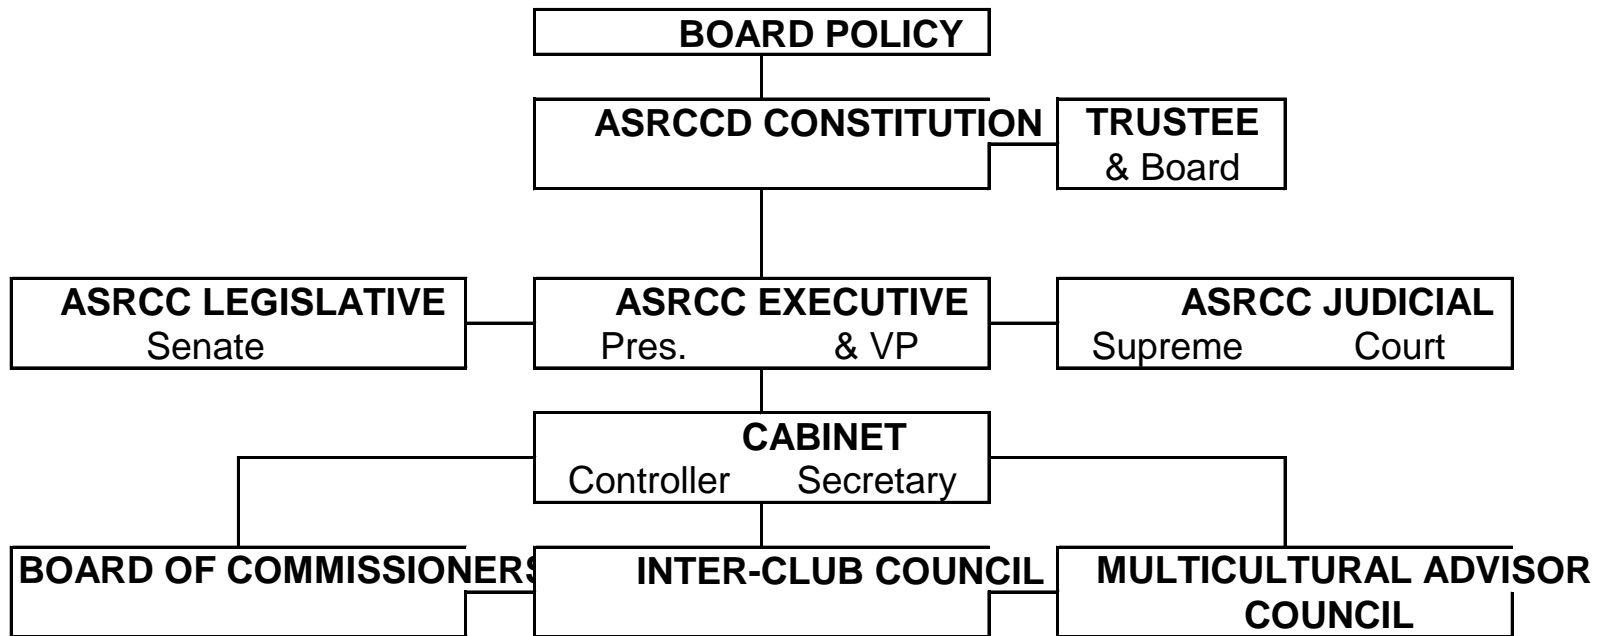 BOARD POLICY
ASRCCD CONSTITUTION
TRUSTEE
& Board
ASRCC LEGISLATIVE
Senate
ASRCC EXECUTIVE
Pres. & VP
ASRCC JUDICIAL
Supreme Court
CABINET
Controller Secretary
BOARD OF COMMISSIONERS
INTER-CLUB COUNCIL
MULTICULTURAL ADVISOR
COUNCIL